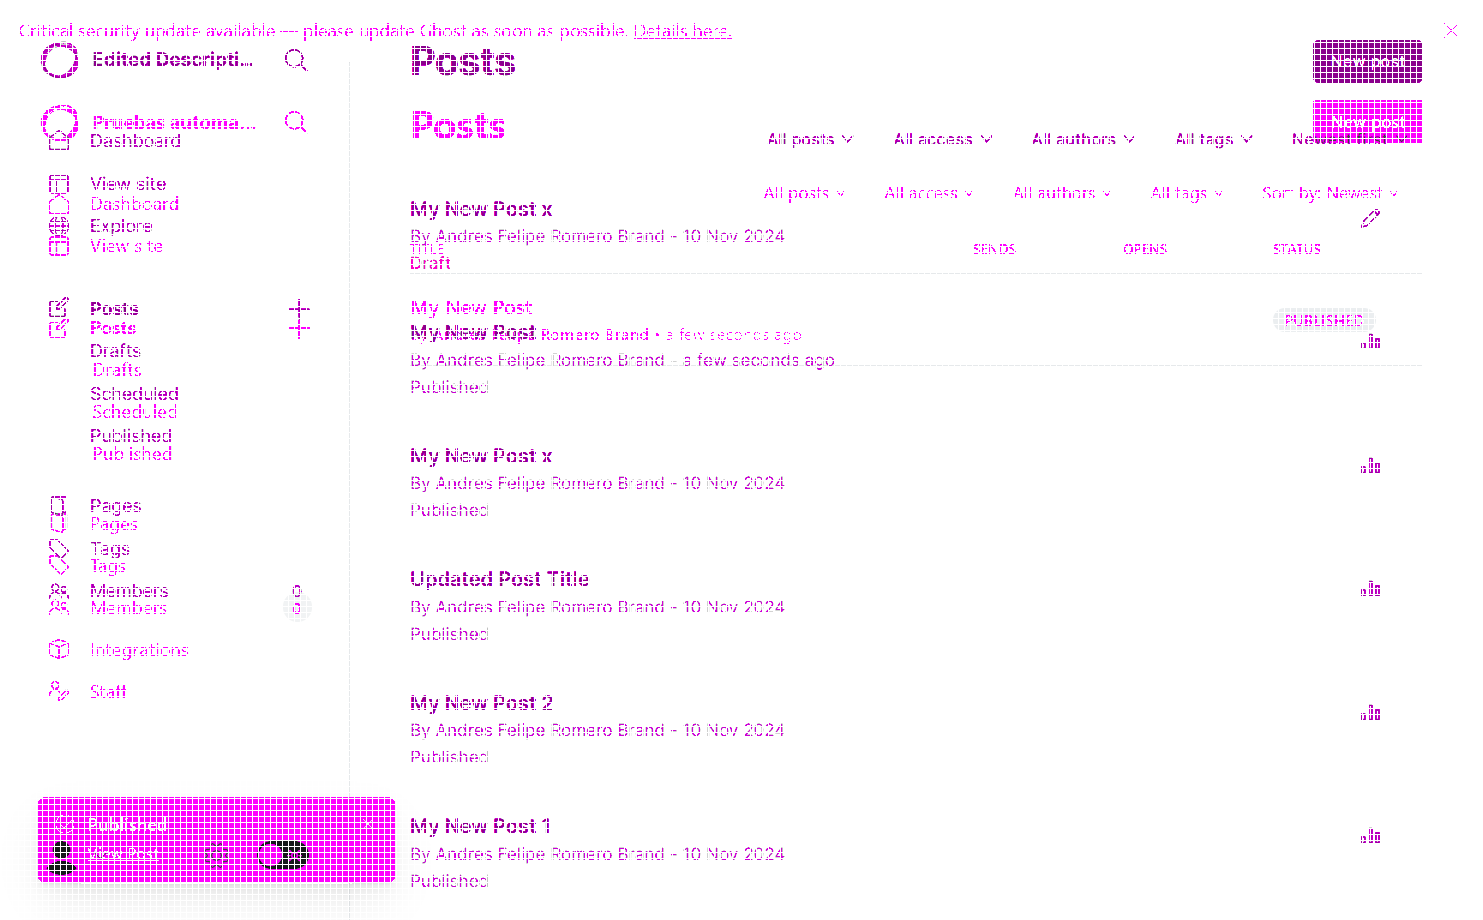 Critical security update available — please update Ghost as soon as possible. Details here.
Edited Descripti...
Posts
New post
Pruebas automa...
Posts
New post
Dashboard
All posts
All access
All authors
All tags
View site
Dashboard
All posts
All access
All authors
All tags
Sort by: Newest
My New Post x
Explore
By Andres Felipe Romero Brand - 10 Nov 2024
View site
TITLE
SENDS
OPENS
STATUS
Draft
Posts
My New Post
PUBLISHED
Posts
My New Post
Romero Brand • a few seconds ago
Drafts
By Andres Felipe Romero Brand - a few seconds ago
Drafts
Scheduled
Published
Scheduled
Published
Published
My New Post x
By Andres Felipe Romero Brand - 10 Nov 2024
Published
Pages
Pages
Tags
Tags
Updated Post Title
Members
0
Members
0
By Andres Felipe Romero Brand - 10 Nov 2024
Published
Integrations
Staff
My New Post 2
By Andres Felipe Romero Brand - 10 Nov 2024
Published
Published
View Post
My New Post 1
By Andres Felipe Romero Brand - 10 Nov 2024
Published